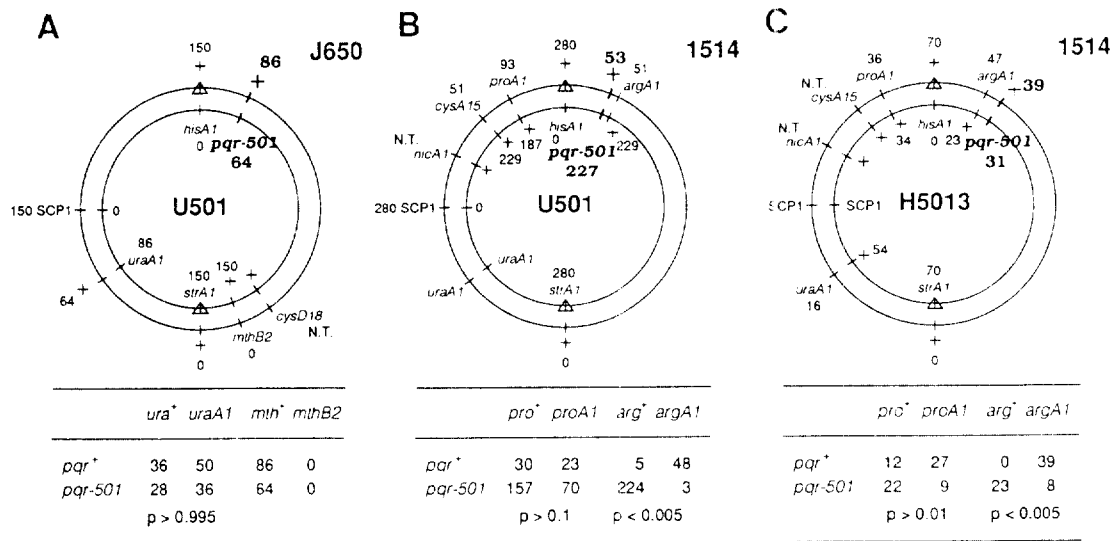 A
J650
150
+
86
+
hisA1
0
pqr-501
64
U501
150 SCP1
0
86
uraA1
64 +
150
150
+
+
strA1
cysD18
N.T.
mthB2
0
+
0
ura⁺ uraA1 mth⁺ mthB2
pqr⁺ 36 50 86 0
pqr-501 28 36 64 0
p > 0.995
B
1514
280
+
53
+
51
argA1
93
proA1
51
cysA15
N.T.
nicA1
hisA1
0
+
187
+
229
+
229
+
pqr-501
227
U501
280 SCP1
0
uraA1
uraA1
280
strA1
+
0
pro⁺ proA1 arg⁺ argA1
pqr⁺ 30 23 5 48
pqr-501 157 70 224 3
p > 0.1 p < 0.005
C
1514
70
+
36
proA1
47
argA1
+39
N.T.
cysA15
N.T.
nicA1
hisA1
0
+
+
34
+
23
+
pqr-501
31
H5013
SCP1
SCP1
+ 54
uraA1
16
70
strA1
+
0
pro⁺ proA1 arg⁺ argA1
pqr⁺ 12 27 0 39
pqr-501 22 9 23 8
p > 0.01 p < 0.005